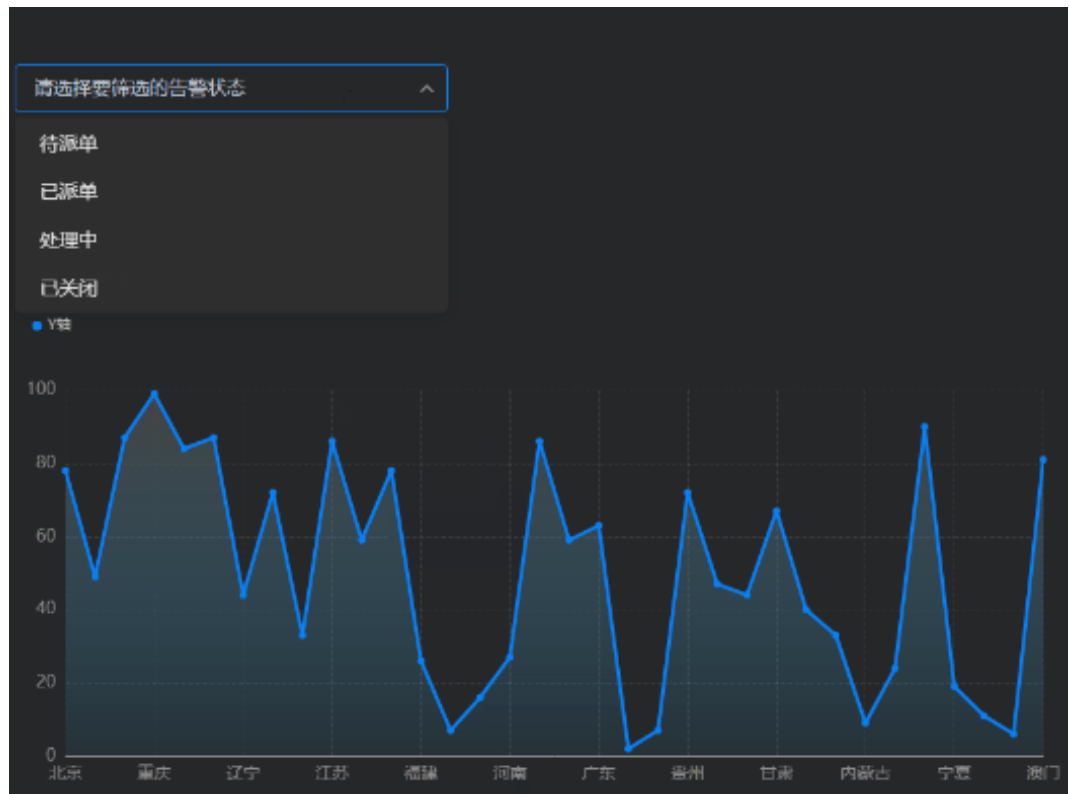 请选择要筛选的告警状态
待派单
已派单
处理中
已关闭
Y轴
100
80
60
40
20
0
北京 重庆 辽宁 江苏 福建 河南 广东 贵州 甘肃 内蒙古 宁夏 澳门